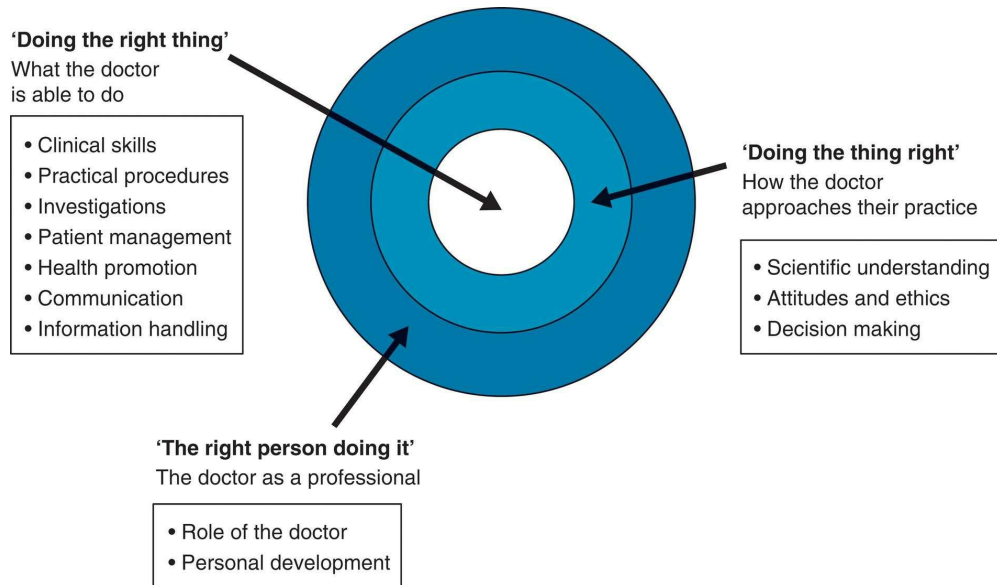 ‘Doing the right thing’
What the doctor
is able to do
• Clinical skills
• Practical procedures
• Investigations
• Patient management
• Health promotion
• Communication
• Information handling
‘Doing the thing right’
How the doctor
approaches their practice
• Scientific understanding
• Attitudes and ethics
• Decision making
‘The right person doing it’
The doctor as a professional
• Role of the doctor
• Personal development